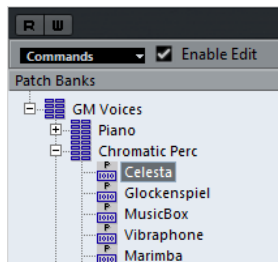 R W
Commands Enable Edit
Patch Banks
GM Voices
Piano
Chromatic Perc
P Celesta
P Glockenspiel
P MusicBox
P Vibraphone
P Marimba